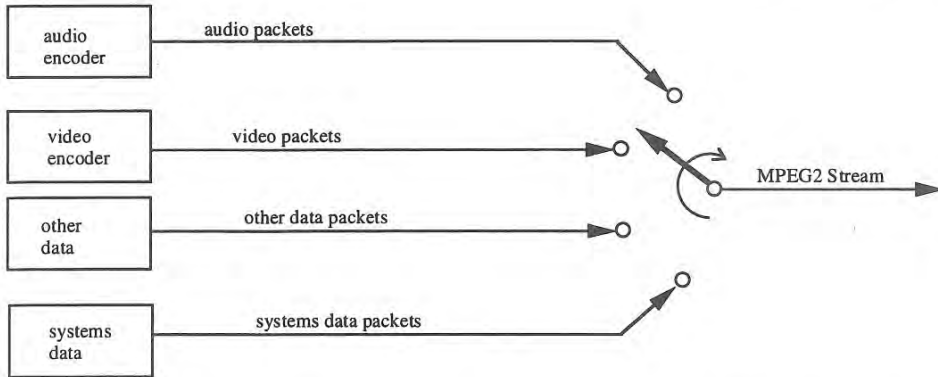 audio
encoder
audio packets
video
encoder
video packets
MPEG2 Stream
other
data
other data packets
systems
data
systems data packets